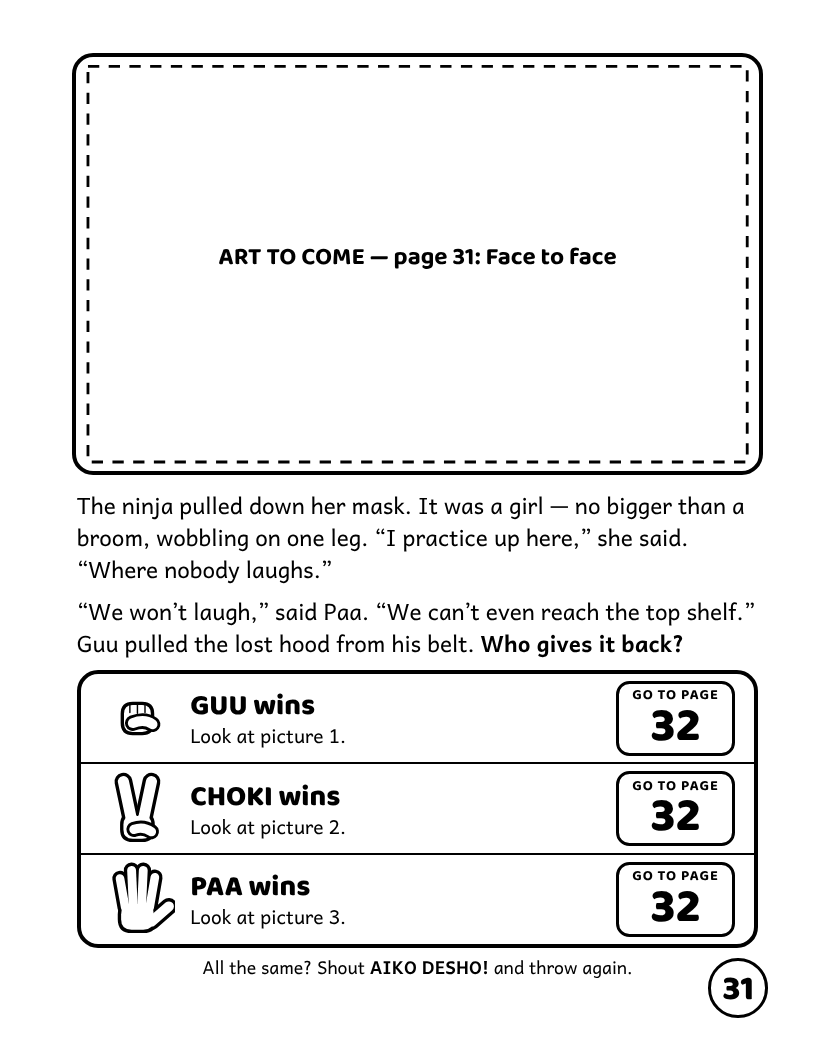 ART TO COME — page 31: Face to face
The ninja pulled down her mask. It was a girl — no bigger than a
broom, wobbling on one leg. “I practice up here,” she said.
“Where nobody laughs.”
“We won’t laugh,” said Paa. “We can’t even reach the top shelf.”
Guu pulled the lost hood from his belt. Who gives it back?
GUU wins
Look at picture 1.
GO TO PAGE
32
CHOKI wins
Look at picture 2.
GO TO PAGE
32
PAA wins
Look at picture 3.
GO TO PAGE
32
All the same? Shout AIKO DESHO! and throw again.
31